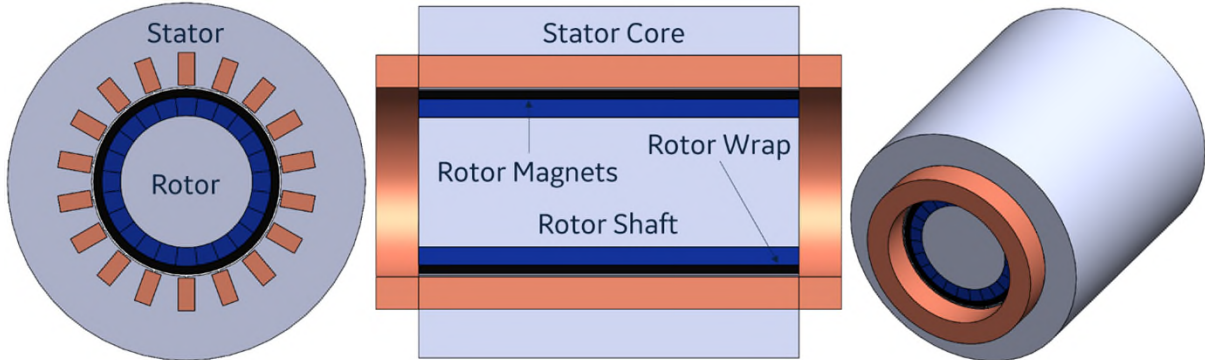 Stator
Rotor
Stator Core
Rotor Magnets
Rotor Wrap
Rotor Shaft